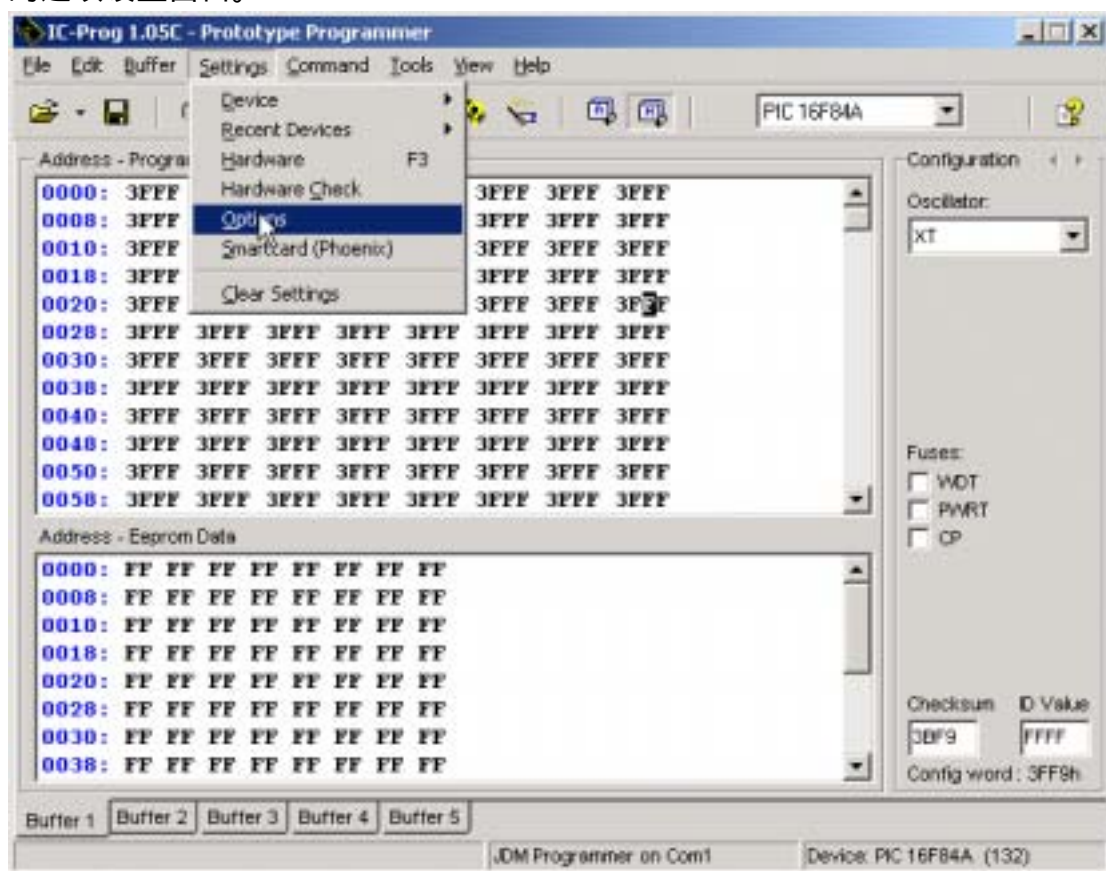 IC-Prog 1.05C - Prototype Programmer
File Edit Buffer Settings Command Tools View Help
PIC 16F84A
Device
Recent Devices
Hardware F3
Hardware Check
Options
Smartcard (Phoenix)
Clear Settings
Address - Progra
0000: 3FFF 3FFF 3FFF 3FFF
0008: 3FFF 3FFF 3FFF 3FFF
0010: 3FFF 3FFF 3FFF 3FFF
0018: 3FFF 3FFF 3FFF 3FFF
0020: 3FFF 3FFF 3FFF 3FFF
0028: 3FFF 3FFF 3FFF 3FFF 3FFF 3FFF 3FFF 3FFF
0030: 3FFF 3FFF 3FFF 3FFF 3FFF 3FFF 3FFF 3FFF
0038: 3FFF 3FFF 3FFF 3FFF 3FFF 3FFF 3FFF 3FFF
0040: 3FFF 3FFF 3FFF 3FFF 3FFF 3FFF 3FFF 3FFF
0048: 3FFF 3FFF 3FFF 3FFF 3FFF 3FFF 3FFF 3FFF
0050: 3FFF 3FFF 3FFF 3FFF 3FFF 3FFF 3FFF 3FFF
0058: 3FFF 3FFF 3FFF 3FFF 3FFF 3FFF 3FFF 3FFF
Address - Eeprom Data
0000: FF FF FF FF FF FF FF FF
0008: FF FF FF FF FF FF FF FF
0010: FF FF FF FF FF FF FF FF
0018: FF FF FF FF FF FF FF FF
0020: FF FF FF FF FF FF FF FF
0028: FF FF FF FF FF FF FF FF
0030: FF FF FF FF FF FF FF FF
0038: FF FF FF FF FF FF FF FF
Configuration
Oscillator:
XT
Fuses:
WDT
PWRT
CP
Checksum ID Value
3BF9 FFFF
Config word : 3FF9h
Buffer 1 Buffer 2 Buffer 3 Buffer 4 Buffer 5
JDM Programmer on Com1 Device: PIC 16F84A (132)